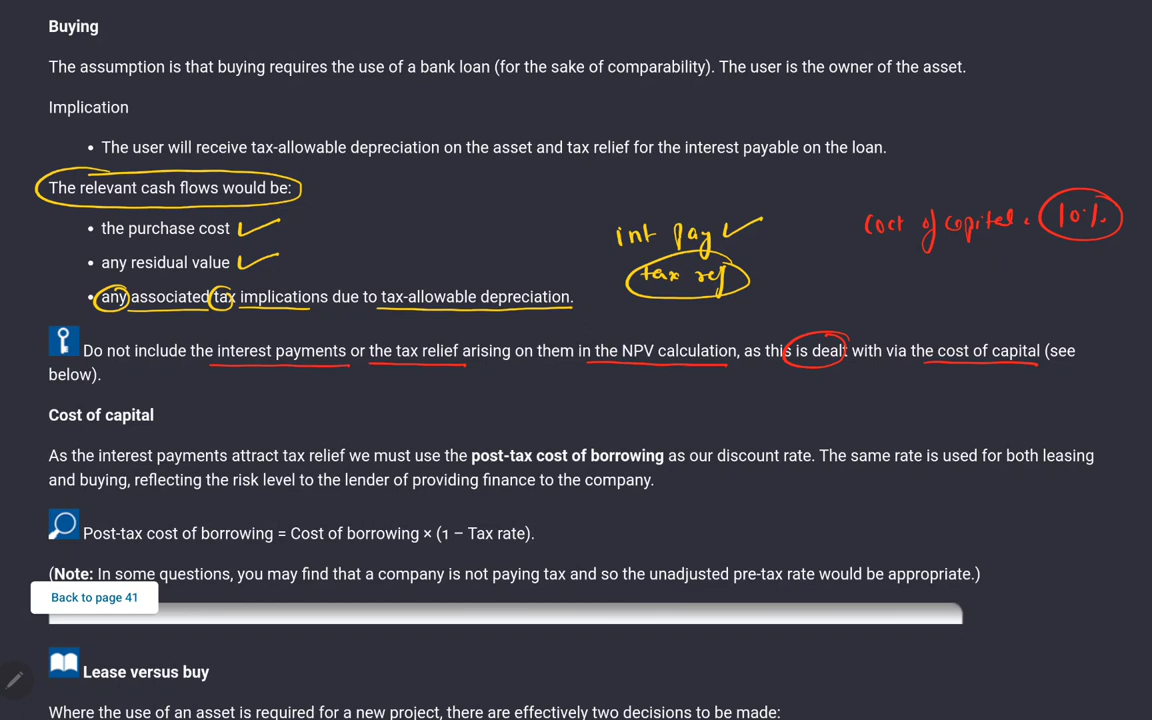 Buying
The assumption is that buying requires the use of a bank loan (for the sake of comparability). The user is the owner of the asset.
Implication
• The user will receive tax-allowable depreciation on the asset and tax relief for the interest payable on the loan.
The relevant cash flows would be:
• the purchase cost
int pay
Coct of capital = 10%
• any residual value
tax ref
• any associated tax implications due to tax-allowable depreciation.
Do not include the interest payments or the tax relief arising on them in the NPV calculation, as this is dealt with via the cost of capital (see
below).
Cost of capital
As the interest payments attract tax relief we must use the post-tax cost of borrowing as our discount rate. The same rate is used for both leasing
and buying, reflecting the risk level to the lender of providing finance to the company.
Post-tax cost of borrowing = Cost of borrowing × (1 – Tax rate).
(Note: In some questions, you may find that a company is not paying tax and so the unadjusted pre-tax rate would be appropriate.)
Back to page 41
Lease versus buy
Where the use of an asset is required for a new project, there are effectively two decisions to be made: